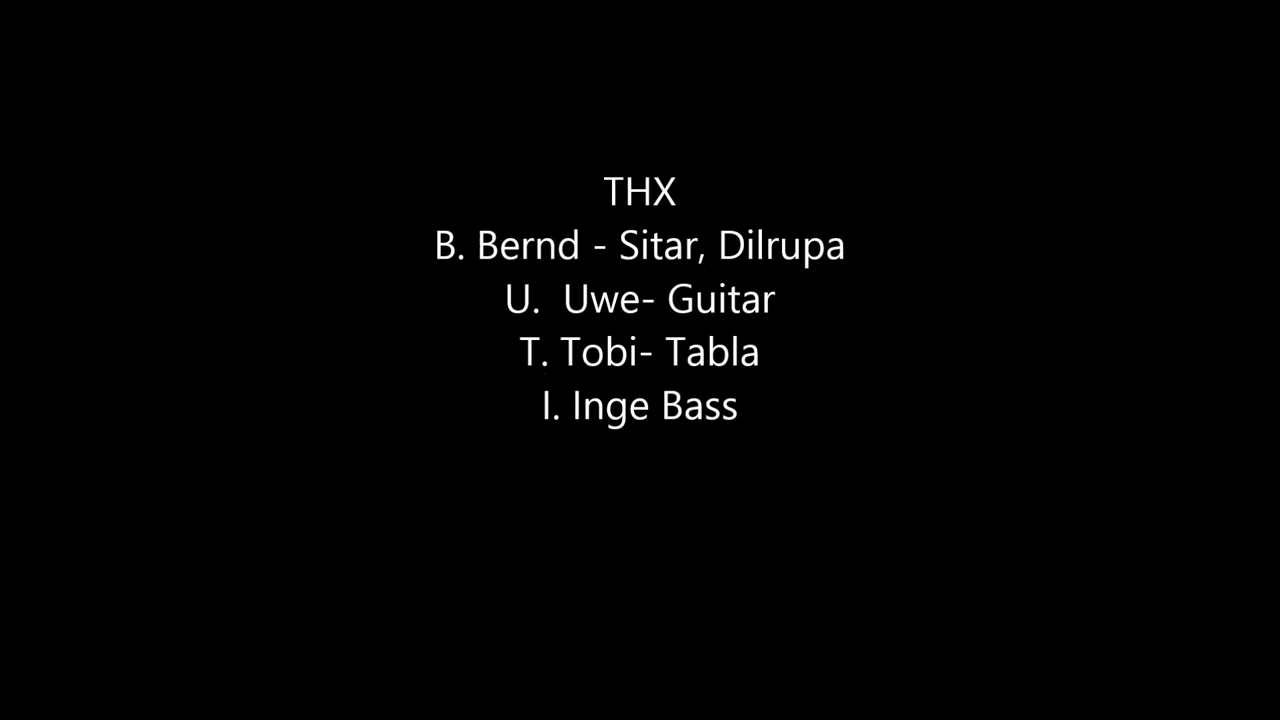 THX
B. Bernd - Sitar, Dilrupa
U.  Uwe- Guitar
T. Tobi- Tabla
I. Inge Bass